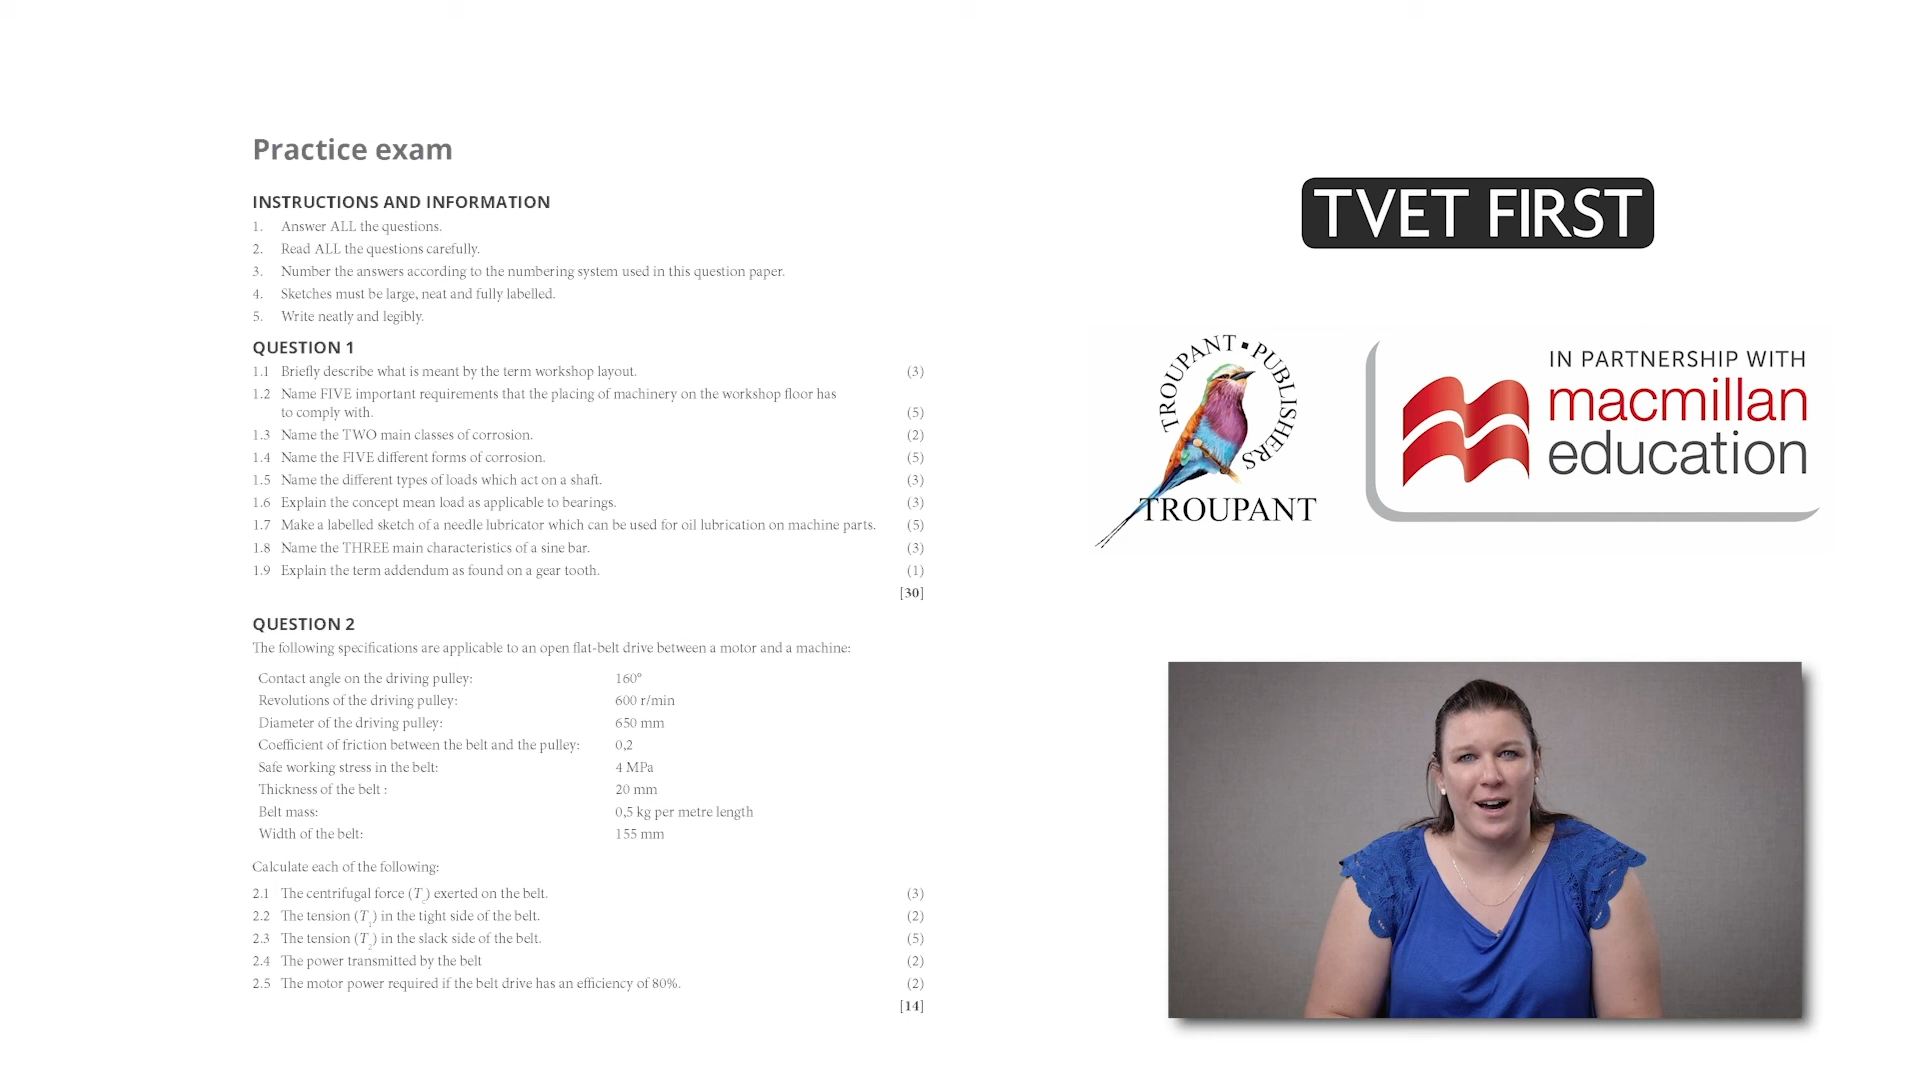 Practice exam
INSTRUCTIONS AND INFORMATION
1. Answer ALL the questions.
2. Read ALL the questions carefully.
3. Number the answers according to the numbering system used in this question paper.
4. Sketches must be large, neat and fully labelled.
5. Write neatly and legibly.
QUESTION 1
1.1 Briefly describe what is meant by the term workshop layout. (3)
1.2 Name FIVE important requirements that the placing of machinery on the workshop floor has
to comply with. (5)
1.3 Name the TWO main classes of corrosion. (2)
1.4 Name the FIVE different forms of corrosion. (5)
1.5 Name the different types of loads which act on a shaft. (3)
1.6 Explain the concept mean load as applicable to bearings. (3)
1.7 Make a labelled sketch of a needle lubricator which can be used for oil lubrication on machine parts. (5)
1.8 Name the THREE main characteristics of a sine bar. (3)
1.9 Explain the term addendum as found on a gear tooth. (1)
[30]
QUESTION 2
The following specifications are applicable to an open flat-belt drive between a motor and a machine:
Contact angle on the driving pulley: 160°
Revolutions of the driving pulley: 600 r/min
Diameter of the driving pulley: 650 mm
Coefficient of friction between the belt and the pulley: 0,2
Safe working stress in the belt: 4 MPa
Thickness of the belt : 20 mm
Belt mass: 0,5 kg per metre length
Width of the belt: 155 mm
Calculate each of the following:
2.1 The centrifugal force (Tc) exerted on the belt. (3)
2.2 The tension (T1) in the tight side of the belt. (2)
2.3 The tension (T2) in the slack side of the belt. (5)
2.4 The power transmitted by the belt (2)
2.5 The motor power required if the belt drive has an efficiency of 80%. (2)
[14]
TVET FIRST
TROUPANT ▪ PUBLISHERS
TROUPANT
IN PARTNERSHIP WITH
macmillan
education